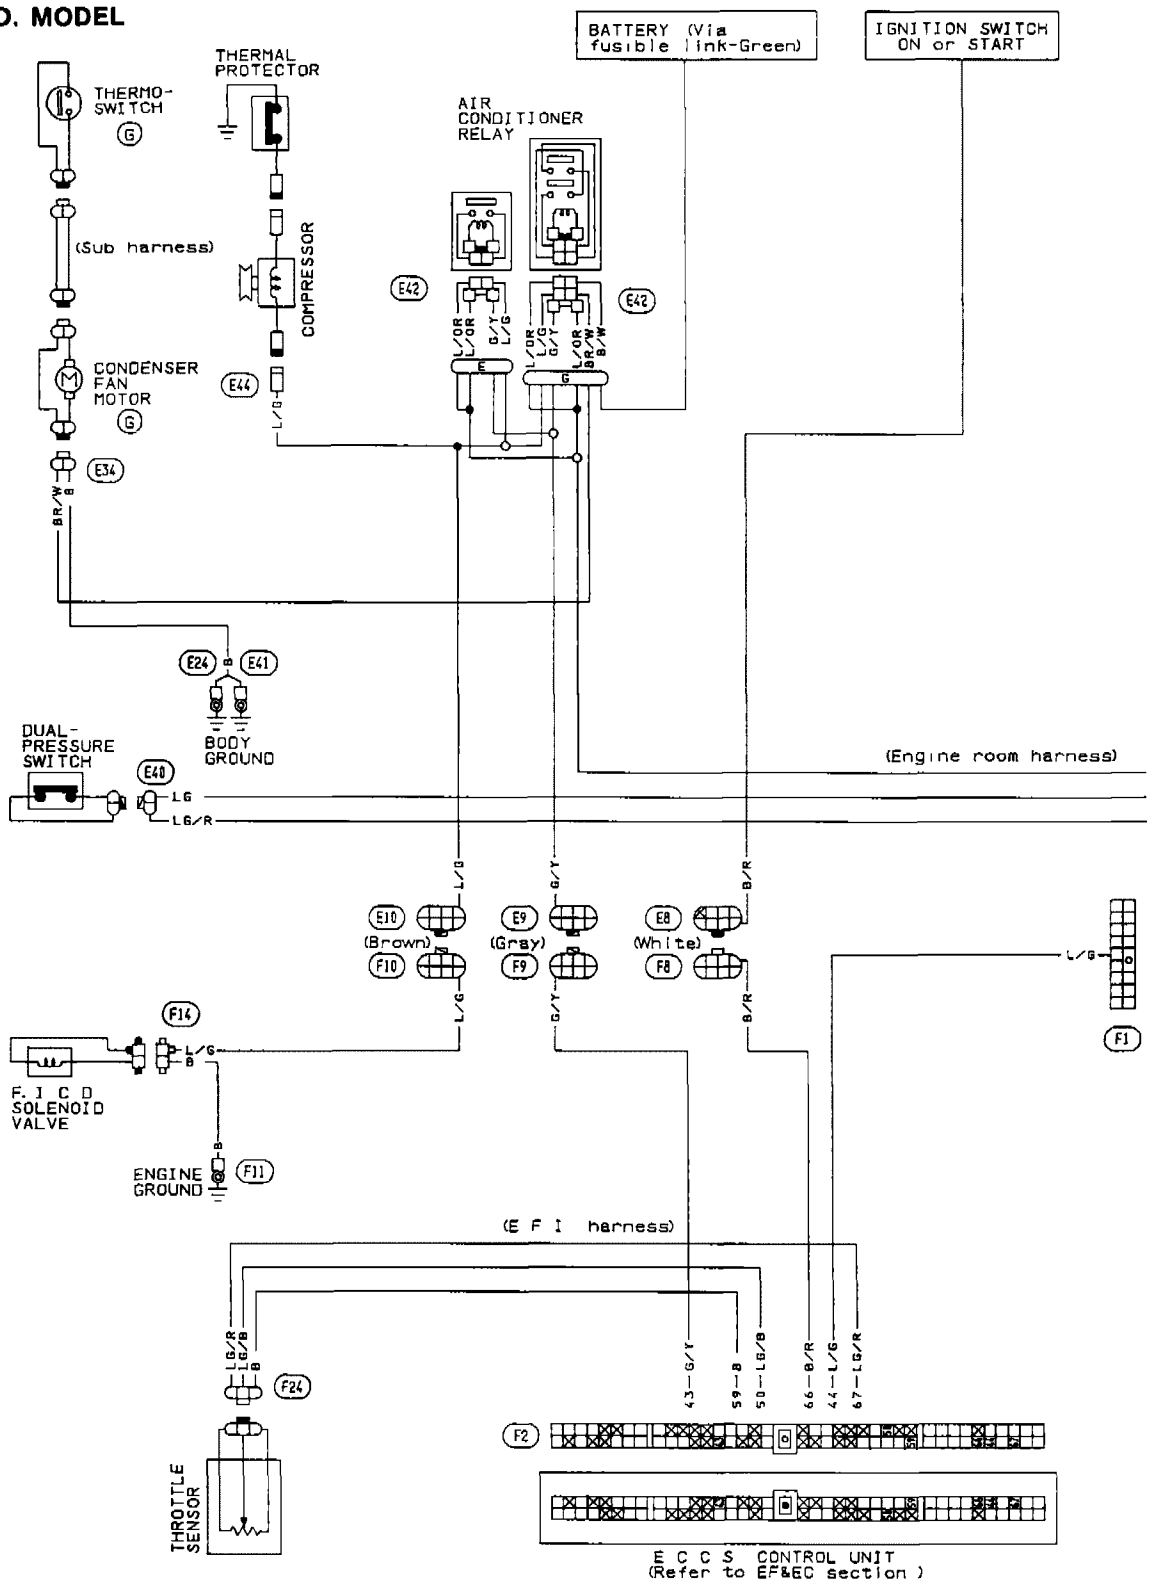 D. MODEL
BATTERY (Via
fusible link-Green)
IGNITION SWITCH
ON or START
THERMAL
PROTECTOR
THERMO-
SWITCH
G
AIR
CONDITIONER
RELAY
(Sub harness)
COMPRESSOR
E42
E42
L/OR
L/OR
G/Y
L/G
L/OR
L/G
G/Y
L/OR
BR/W
B/W
E
G
CONDENSER
FAN
MOTOR
G
E44
L/G
E34
BR/W
B
E24
B
E41
BODY
GROUND
DUAL-
PRESSURE
SWITCH
E40
LG
LG/R
(Engine room harness)
L/G
G/Y
B/R
E10
E9
E8
(Brown)
(Gray)
(White)
F10
F9
F8
L/G
G/Y
B/R
L/G
F1
F14
L/G
B
F. I C D
SOLENOID
VALVE
B
ENGINE
GROUND
F11
(E F I harness)
LG/R
LG/B
B
F24
43-G/Y
59-B
50-LG/B
66-B/R
44-L/G
67-LG/R
F2
THROTTLE
SENSOR
E C C S CONTROL UNIT
(Refer to EF&EC section )